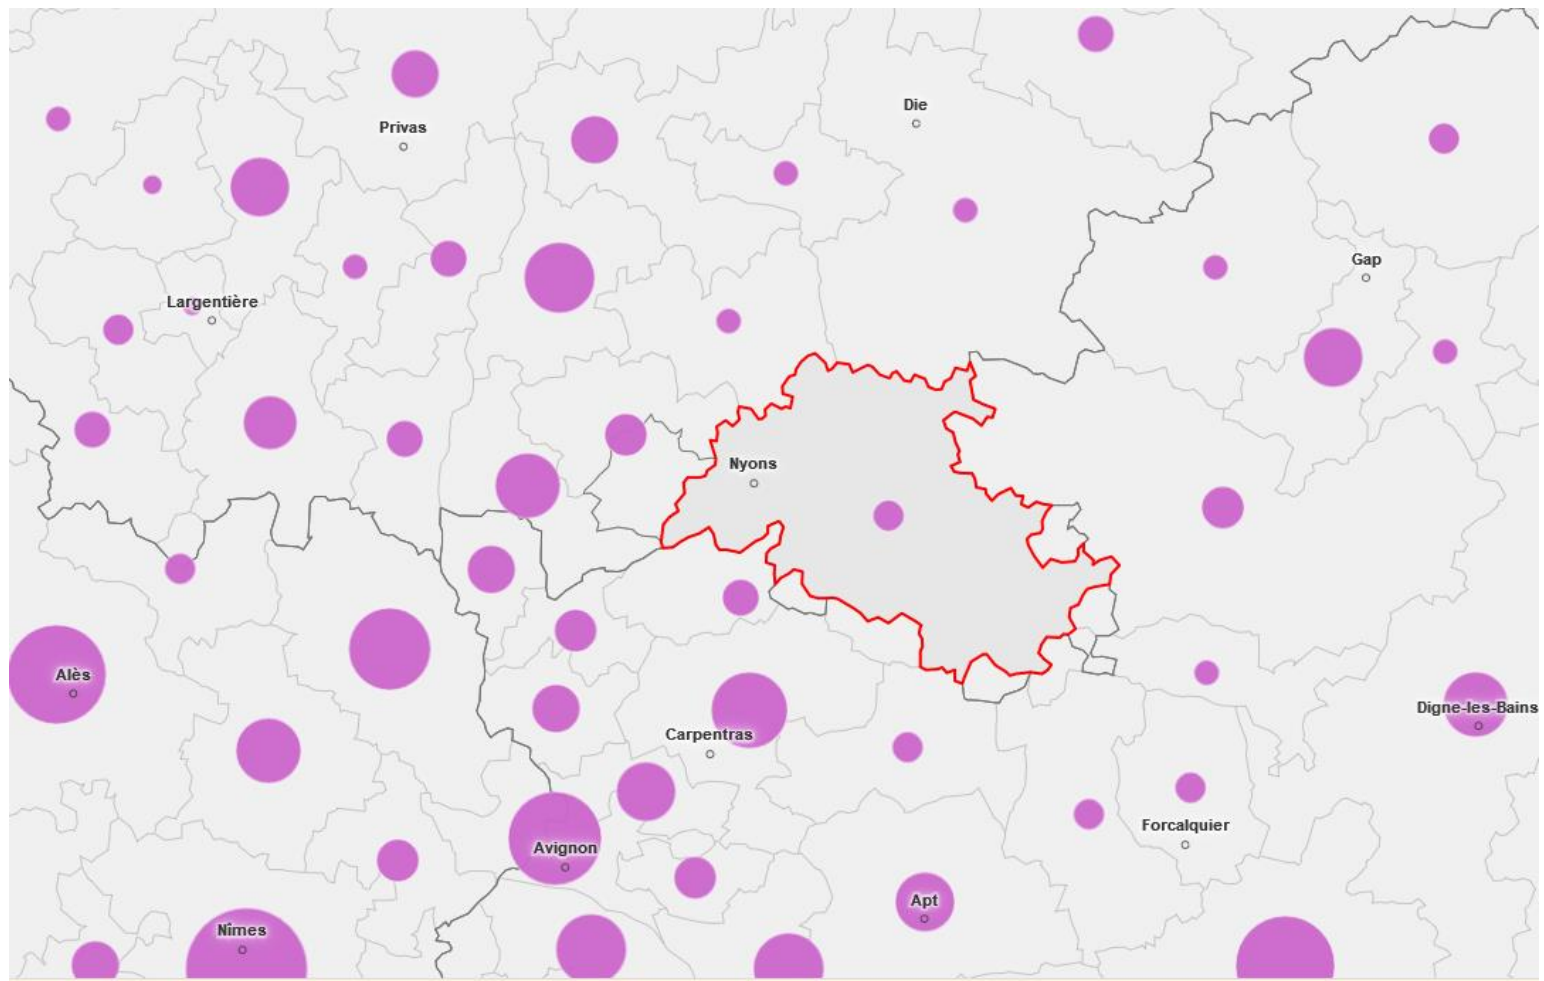 Die
Privas
Gap
Largentière
Nyons
Alès
Digne-les-Bains
Carpentras
Forcalquier
Avignon
Apt
Nîmes